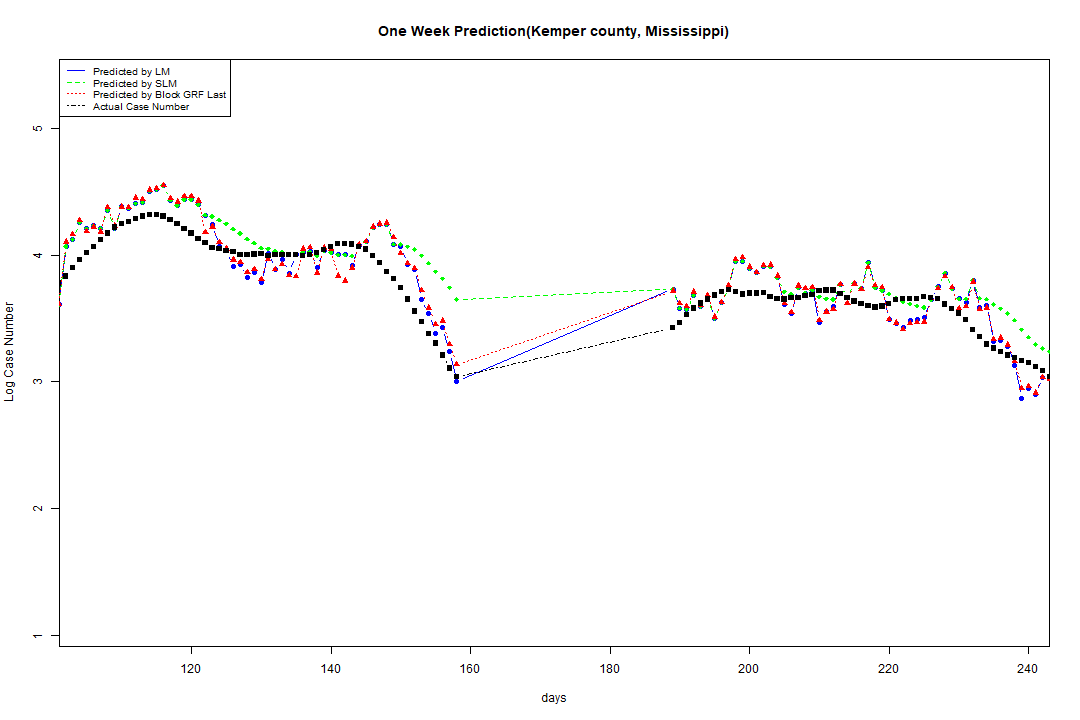 One Week Prediction(Kemper county, Mississippi)
Predicted by LM
Predicted by SLM
Predicted by Block GRF Last
Actual Case Number
5
4
3
2
1
Log Case Number
120 140 160 180 200 220 240
days